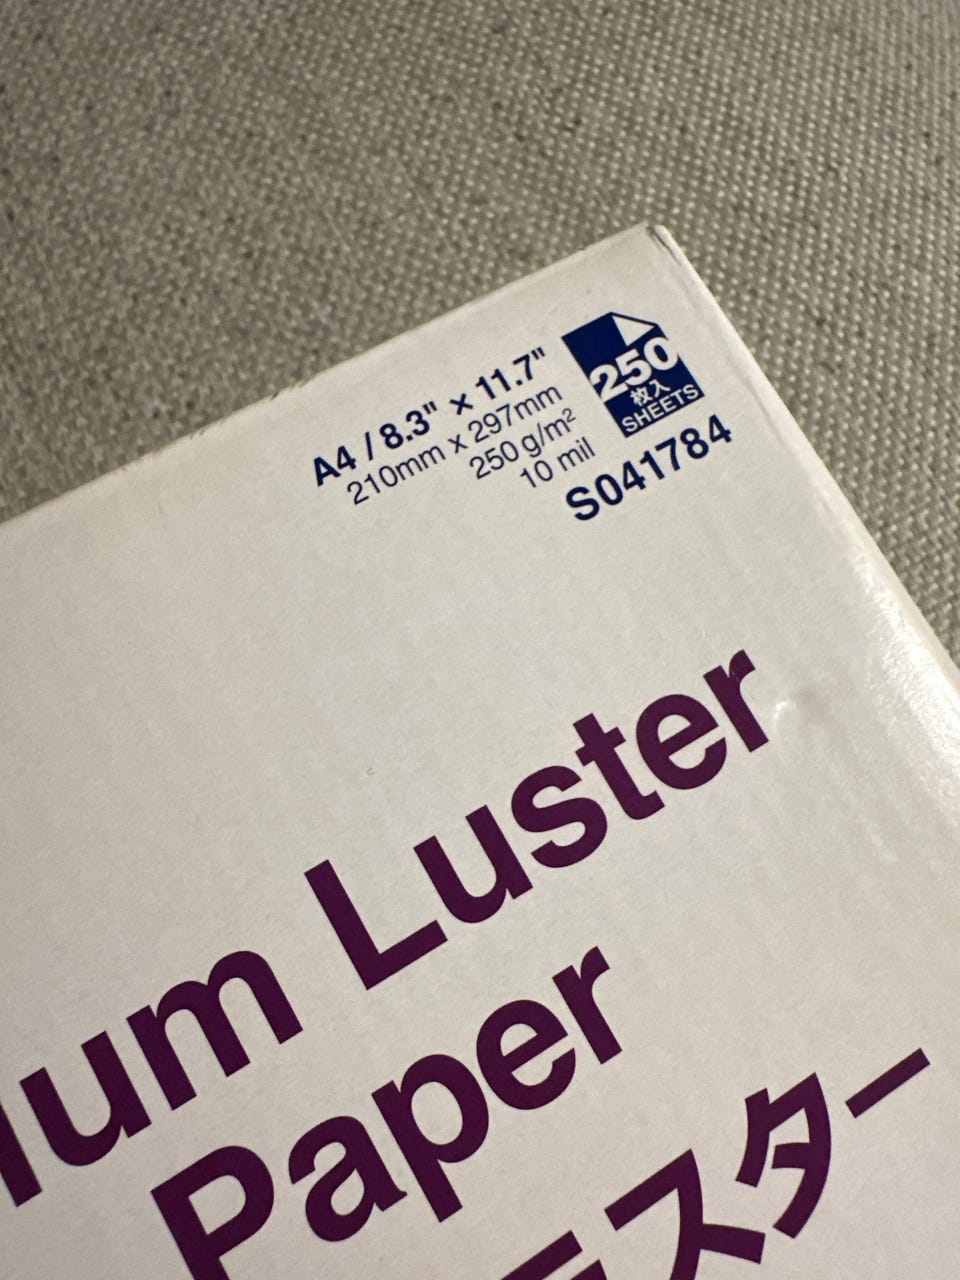 A4 / 8.3" × 11.7"
210mm x 297mm
250 g/m²
10 mil
250
枚入
SHEETS
S041784
Luster
Paper
スター